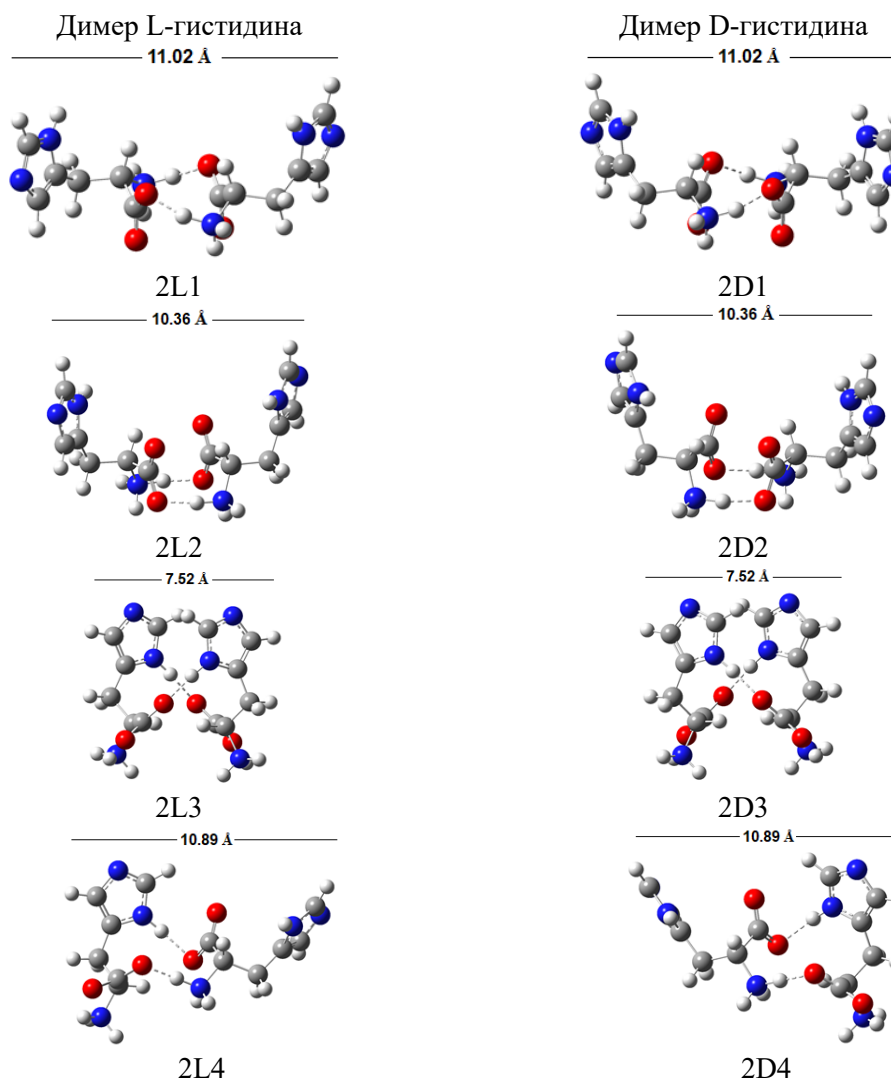 Димер L-гистидина Димер D-гистидина
11.02 Å 11.02 Å
2L1 2D1
10.36 Å 10.36 Å
2L2 2D2
7.52 Å 7.52 Å
2L3 2D3
10.89 Å 10.89 Å
2L4 2D4